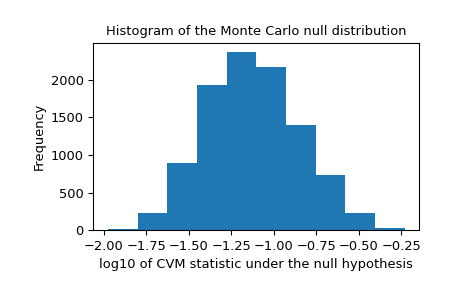 Histogram of the Monte Carlo null distribution
Frequency
2000
1500
1000
500
0
−2.00 −1.75 −1.50 −1.25 −1.00 −0.75 −0.50 −0.25
log10 of CVM statistic under the null hypothesis